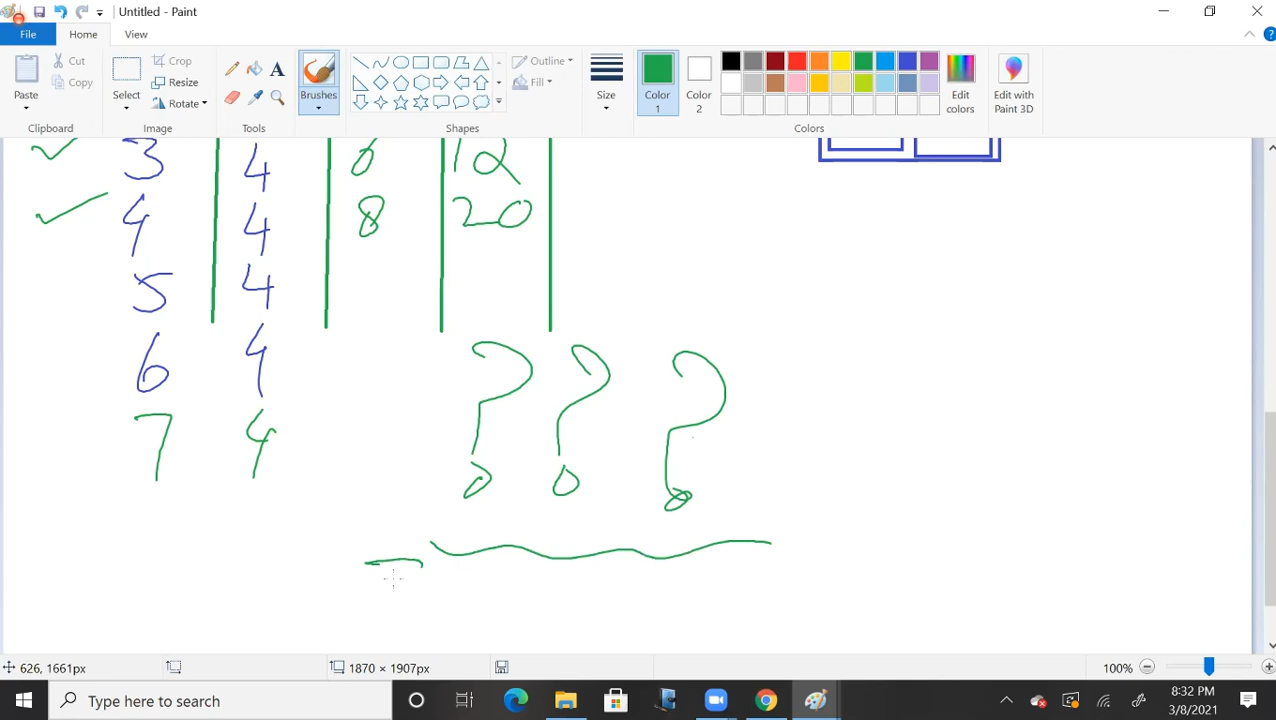 Untitled - Paint
File Home View
Paste
Cut
Copy
Clipboard
Select
Crop
Resize
Rotate
Image
Tools
Brushes
Shapes
Outline
Fill
Size
Color 1
Color 2
Edit colors
Colors
Edit with Paint 3D
3 4 6 12
4 4 8 20
5 4
6 4
7 4
? ? ?
626, 1661px
1870 × 1907px
100%
Type here to search
8:32 PM
3/8/2021